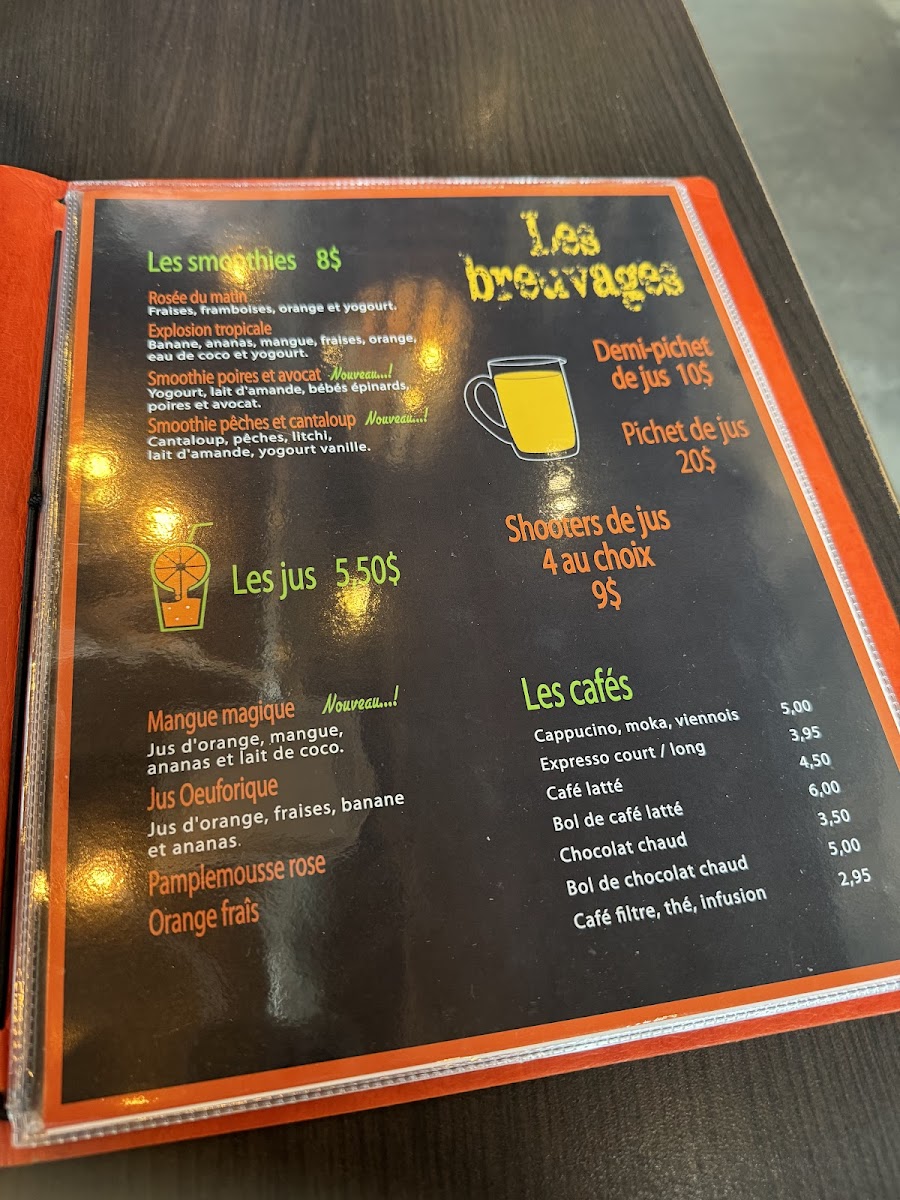 Les breuvages
Les smoothies 8$
Rosée du matin
Fraises, framboises, orange et yogourt.
Explosion tropicale
Banane, ananas, mangue, fraises, orange,
eau de coco et yogourt.
Smoothie poires et avocat Nouveau...!
Yogourt, lait d'amande, bébés épinards,
poires et avocat.
Smoothie pêches et cantaloup Nouveau...!
Cantaloup, pêches, litchi,
lait d'amande, yogourt vanille.
Demi-pichet
de jus 10$
Pichet de jus
20$
Shooters de jus
4 au choix
9$
Les jus 5,50$
Nouveau...!
Mangue magique
Jus d'orange, mangue,
ananas et lait de coco.
Jus Oeuforique
Jus d'orange, fraises, banane
et ananas.
Pamplemousse rose
Orange fraîs
Les cafés
Cappucino, moka, viennois 5,00
Expresso court / long 3,95
Café latté 4,50
Bol de café latté 6,00
Chocolat chaud 3,50
Bol de chocolat chaud 5,00
Café filtre, thé, infusion 2,95